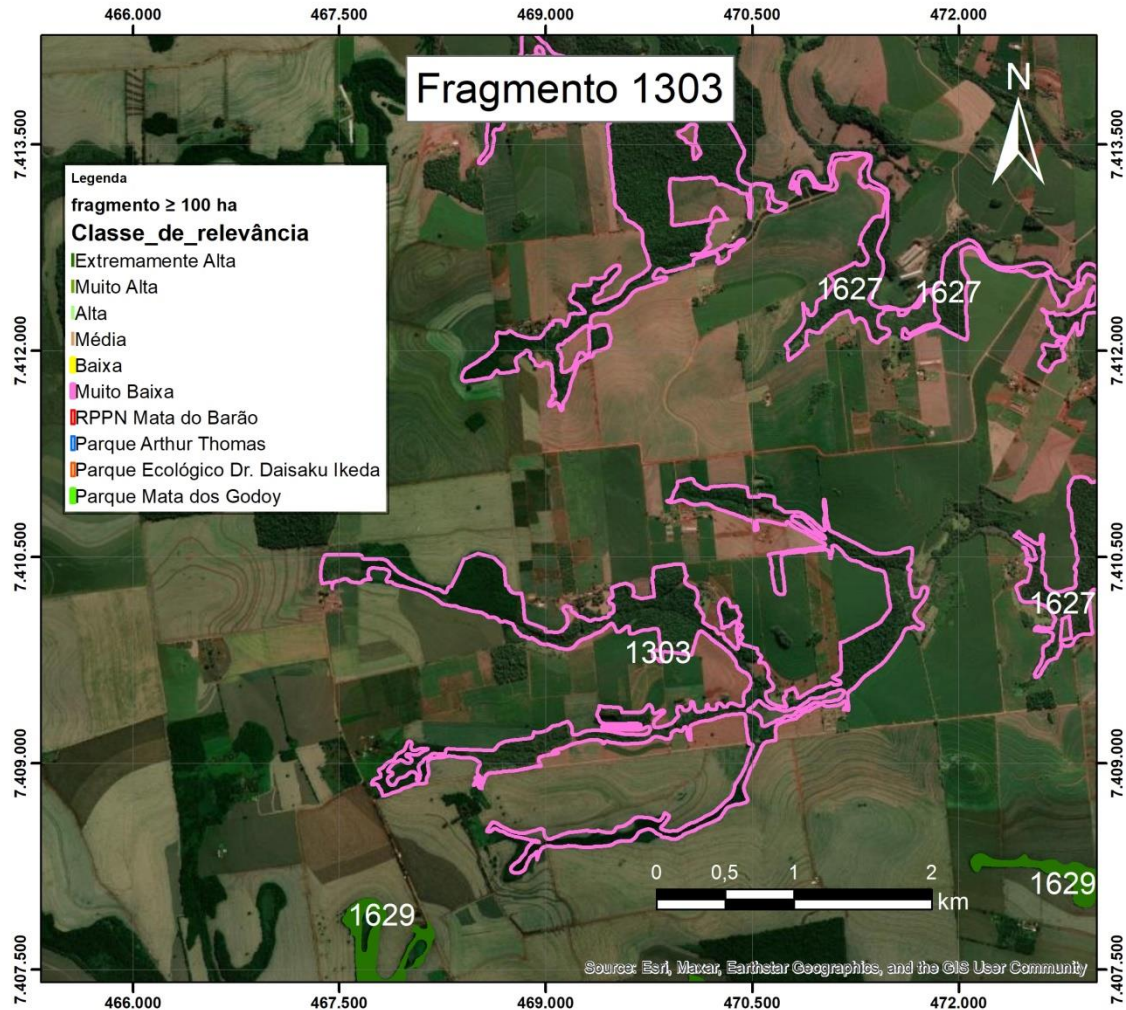 466.000 467.500 469.000 470.500 472.000
Fragmento 1303
N
7.413.500 7.413.500
Legenda
fragmento ≥ 100 ha
Classe_de_relevância
Extremamente Alta
Muito Alta
Alta
Média
Baixa
Muito Baixa
RPPN Mata do Barão
Parque Arthur Thomas
Parque Ecológico Dr. Daisaku Ikeda
Parque Mata dos Godoy
1627 1627
7.412.000 7.412.000
7.410.500 7.410.500
1627
1303
7.409.000 7.409.000
0 0,5 1 2
km
1629
1629
Source: Esri, Maxar, Earthstar Geographics, and the GIS User Community
7.407.500 7.407.500
466.000 467.500 469.000 470.500 472.000